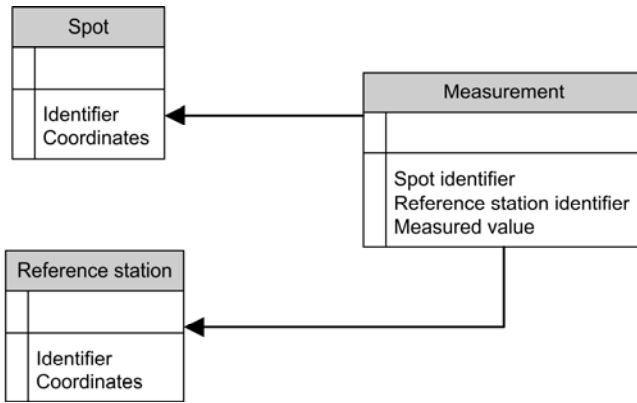 Spot
Identifier
Coordinates
Measurement
Spot identifier
Reference station identifier
Measured value
Reference station
Identifier
Coordinates